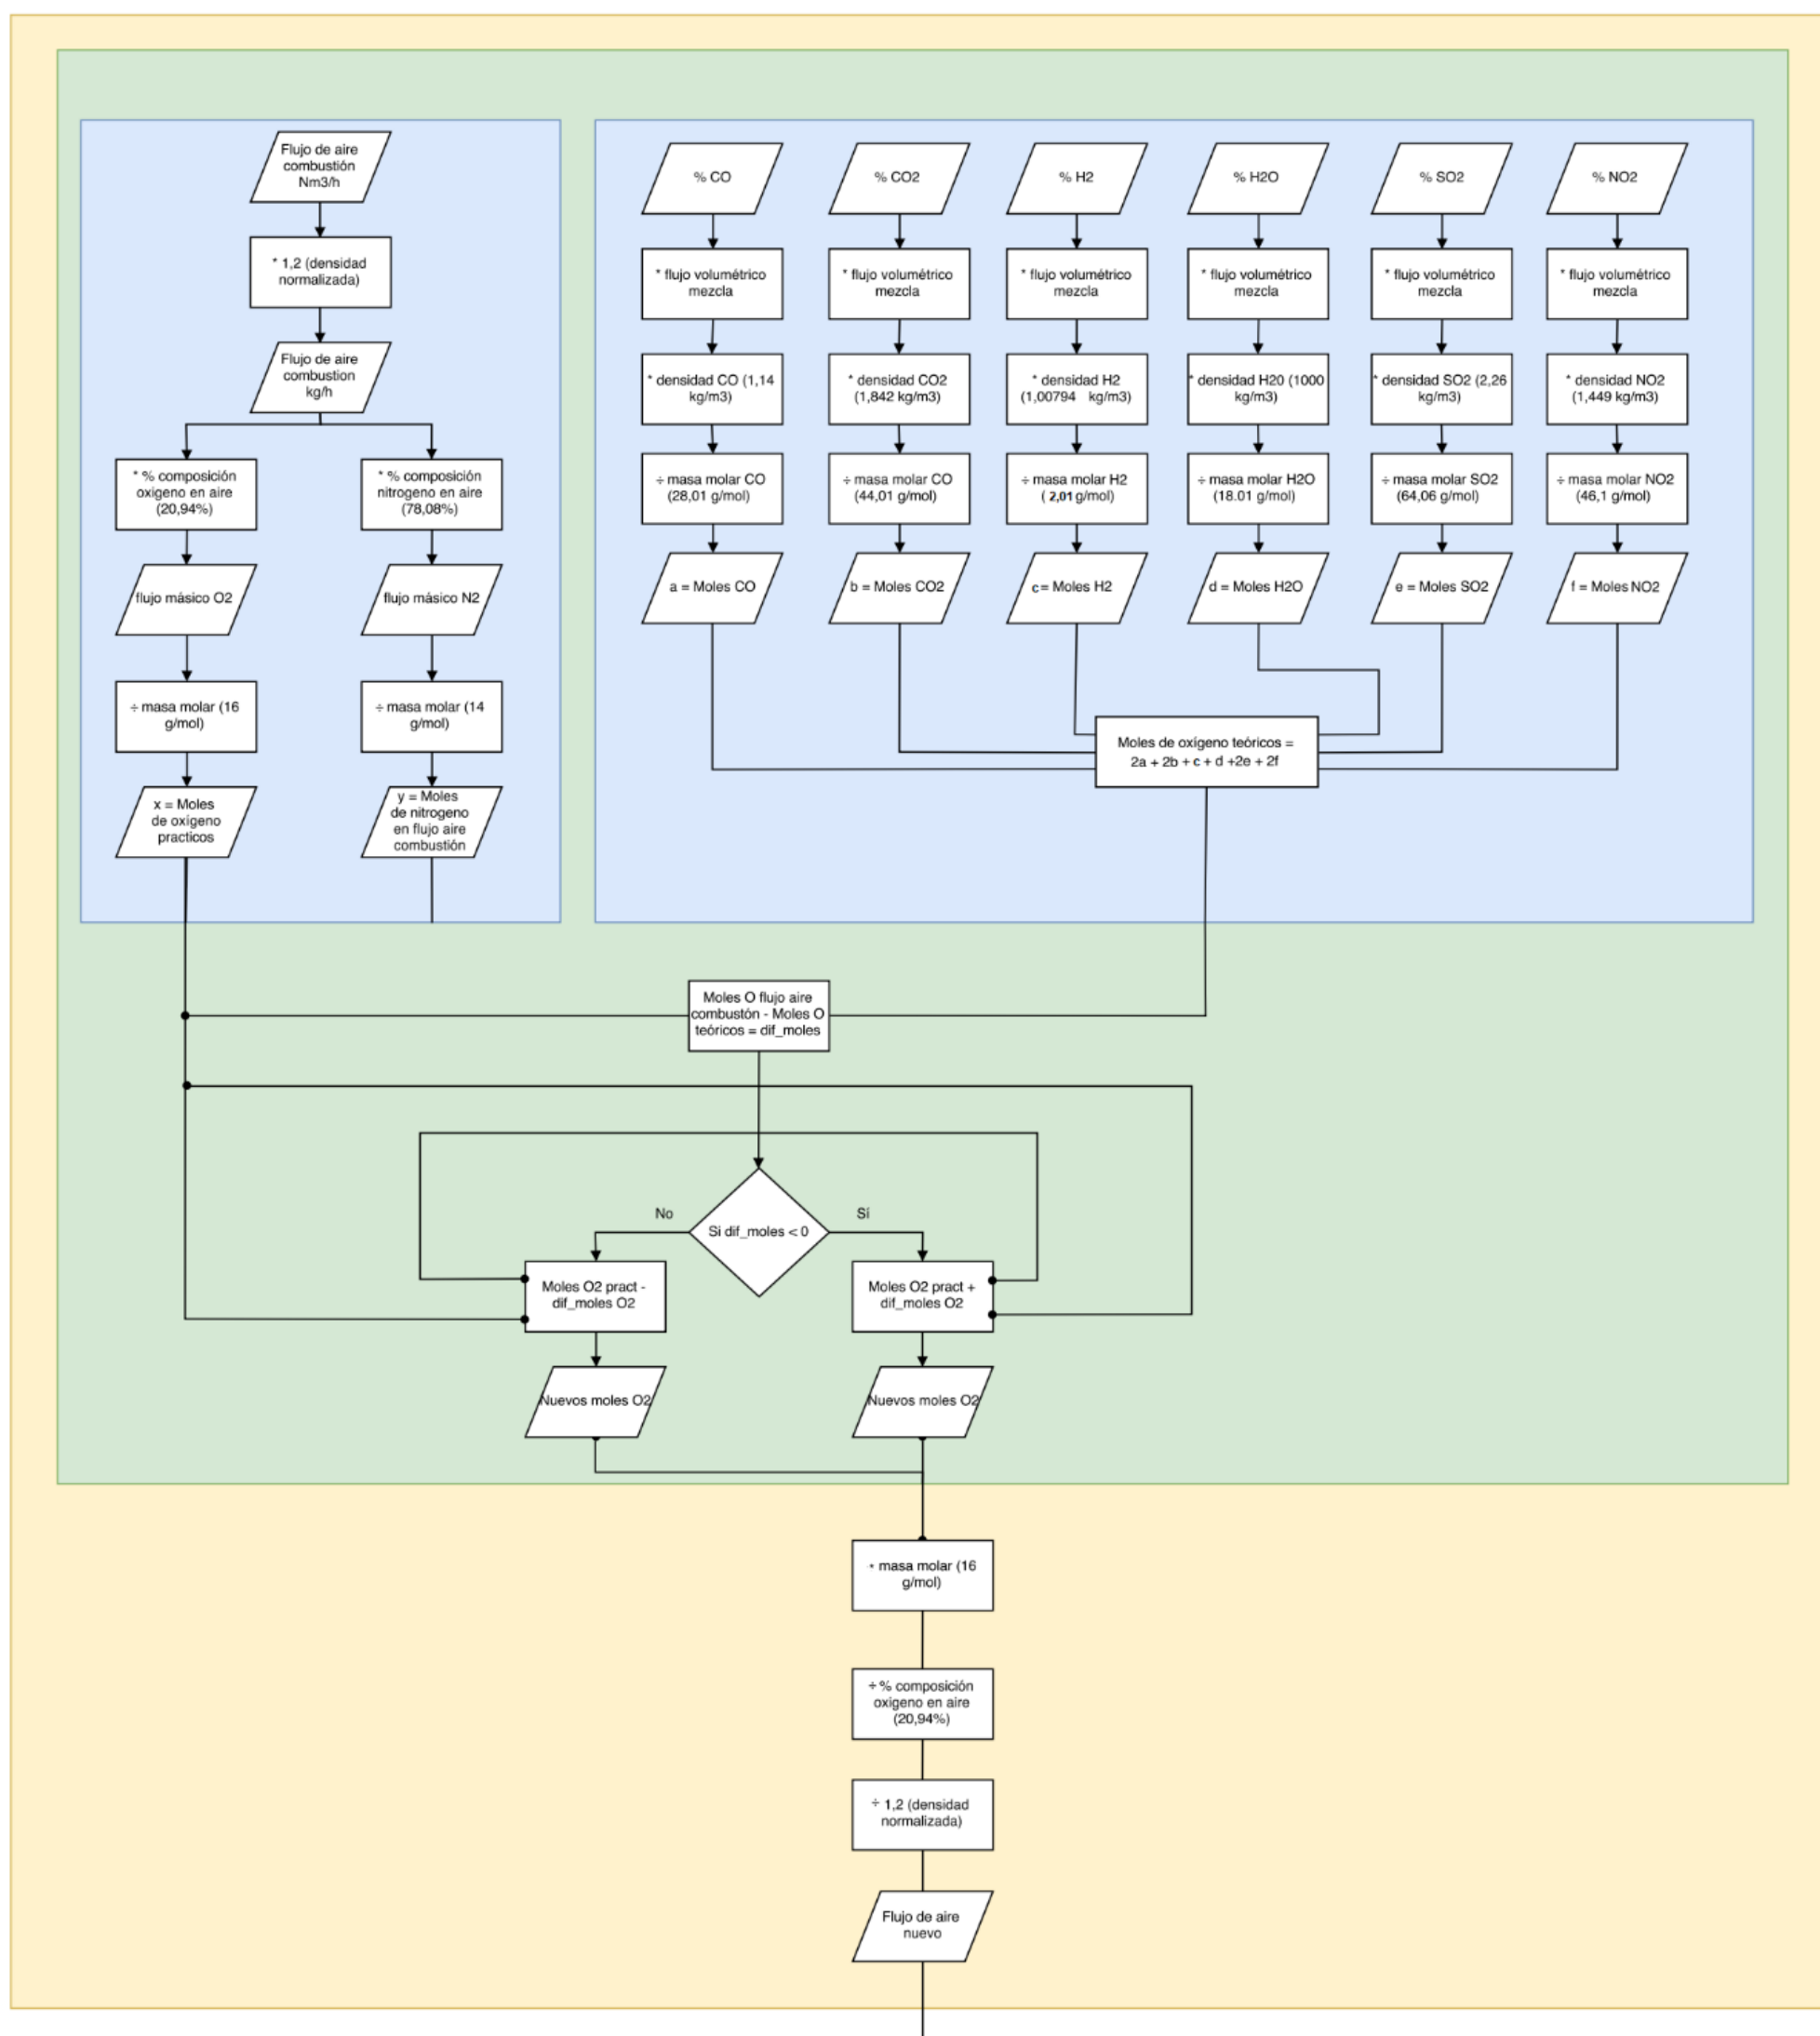 Flujo de aire
combustión
Nm3/h
* 1,2 (densidad
normalizada)
Flujo de aire
combustion
kg/h
* % composición
oxigeno en aire
(20,94%)
* % composición
nitrogeno en aire
(78,08%)
flujo másico O2
flujo másico N2
÷ masa molar (16
g/mol)
÷ masa molar (14
g/mol)
x = Moles
de oxígeno
practicos
y = Moles
de nitrogeno
en flujo aire
combustión
% CO
% CO2
% H2
% H2O
% SO2
% NO2
* flujo volumétrico
mezcla
* flujo volumétrico
mezcla
* flujo volumétrico
mezcla
* flujo volumétrico
mezcla
* flujo volumétrico
mezcla
* flujo volumétrico
mezcla
* densidad CO (1,14
kg/m3)
* densidad CO2
(1,842 kg/m3)
* densidad H2
(1,00794 kg/m3)
* densidad H20 (1000
kg/m3)
* densidad SO2 (2,26
kg/m3)
* densidad NO2
(1,449 kg/m3)
÷ masa molar CO
(28,01 g/mol)
÷ masa molar CO
(44,01 g/mol)
÷ masa molar H2
( 2,01 g/mol)
÷ masa molar H2O
(18.01 g/mol)
÷ masa molar SO2
(64,06 g/mol)
÷ masa molar NO2
(46,1 g/mol)
a = Moles CO
b = Moles CO2
c= Moles H2
d = Moles H2O
e = Moles SO2
f = Moles NO2
Moles de oxígeno teóricos =
2a + 2b + c + d +2e + 2f
Moles O flujo aire
combustón - Moles O
teóricos = dif_moles
No
Si dif_moles < 0
Sí
Moles O2 pract -
dif_moles O2
Moles O2 pract +
dif_moles O2
Nuevos moles O2
Nuevos moles O2
* masa molar (16
g/mol)
÷ % composición
oxigeno en aire
(20,94%)
÷ 1,2 (densidad
normalizada)
Flujo de aire
nuevo